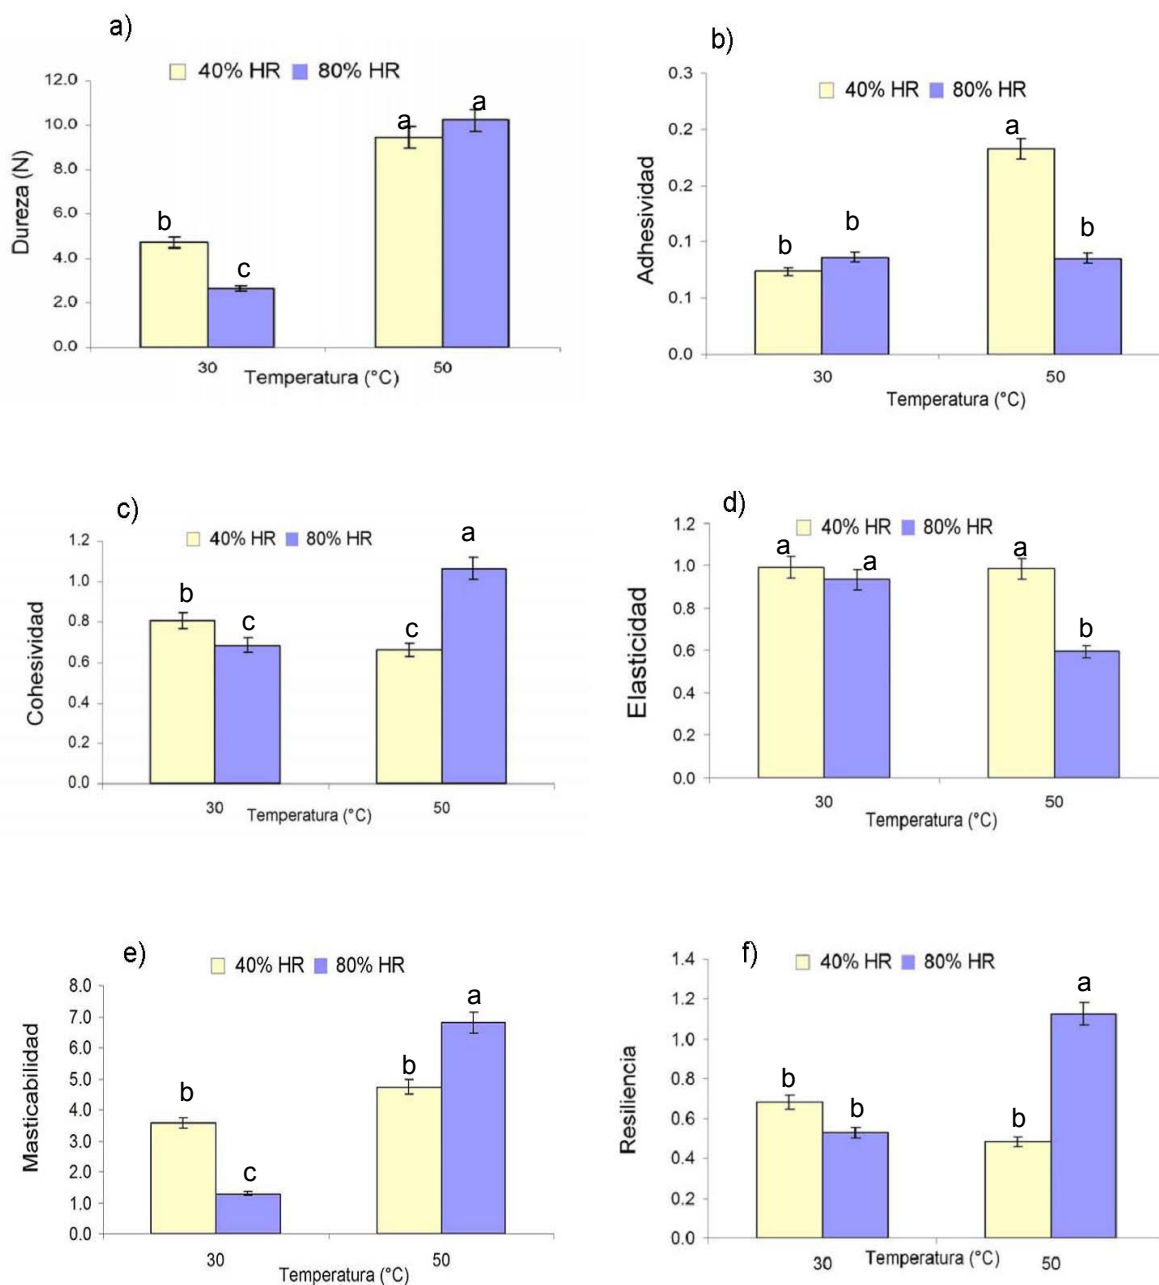 a)
40% HR 80% HR
Dureza (N)
12.0
10.0
8.0
6.0
4.0
2.0
0.0
b
c
a
a
30
50
Temperatura (°C)
b)
40% HR 80% HR
Adhesividad
0.3
0.2
0.2
0.1
0.1
0.0
b
b
a
b
30
50
Temperatura (°C)
c)
40% HR 80% HR
Cohesividad
1.2
1.0
0.8
0.6
0.4
0.2
0.0
b
c
c
a
30
50
Temperatura (°C)
d)
40% HR 80% HR
Elasticidad
1.2
1.0
0.8
0.6
0.4
0.2
0.0
a
a
a
b
30
50
Temperatura (°C)
e)
40% HR 80% HR
Masticabilidad
8.0
7.0
6.0
5.0
4.0
3.0
2.0
1.0
0.0
b
c
b
a
30
50
Temperatura (°C)
f)
40% HR 80% HR
Resiliencia
1.4
1.2
1.0
0.8
0.6
0.4
0.2
0.0
b
b
b
a
30
50
Temperatura (°C)